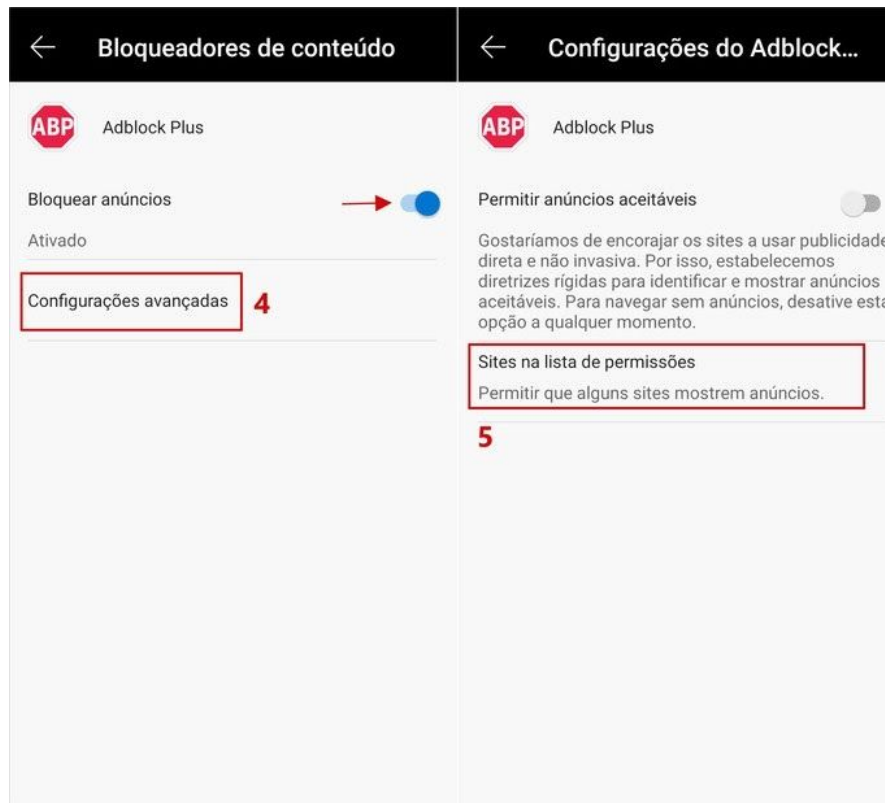 Bloqueadores de conteúdo
ABP
Adblock Plus
Bloquear anúncios
Ativado
Configurações avançadas
4
Configurações do Adblock...
ABP
Adblock Plus
Permitir anúncios aceitáveis
Gostaríamos de encorajar os sites a usar publicidade
direta e não invasiva. Por isso, estabelecemos
diretrizes rígidas para identificar e mostrar anúncios
aceitáveis. Para navegar sem anúncios, desative esta
opção a qualquer momento.
Sites na lista de permissões
Permitir que alguns sites mostrem anúncios.
5